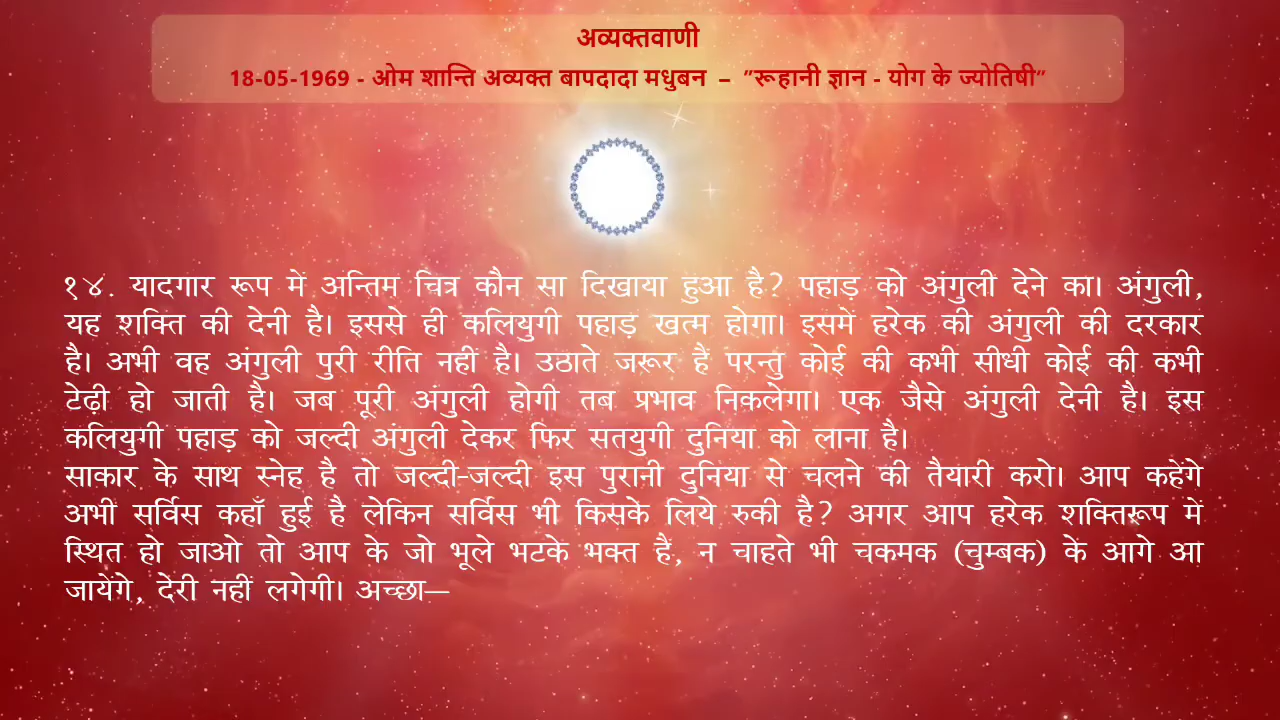 अव्यक्तवाणी
18-05-1969 - ओम शान्ति अव्यक्त बापदादा मधुबन – "रूहानी ज्ञान - योग के ज्योतिषी"
१४. यादगार रूप में अन्तिम चित्र कौन सा दिखाया हुआ है? पहाड़ को अंगुली देने का। अंगुली,
यह शक्ति की देनी है। इससे ही कलियुगी पहाड़ खत्म होगा। इसमें हरेक की अंगुली की दरकार
है। अभी वह अंगुली पुरी रीति नहीं है। उठाते जरूर हैं परन्तु कोई की कभी सीधी कोई की कभी
टेढ़ी हो जाती है। जब पूरी अंगुली होगी तब प्रभाव निकलेगा। एक जैसे अंगुली देनी है। इस
कलियुगी पहाड़ को जल्दी अंगुली देकर फिर सतयुगी दुनिया को लाना है।
साकार के साथ स्नेह है तो जल्दी-जल्दी इस पुरानी दुनिया से चलने की तैयारी करो। आप कहेंगे
अभी सर्विस कहाँ हुई है लेकिन सर्विस भी किसके लिये रुकी है? अगर आप हरेक शक्तिरूप में
स्थित हो जाओ तो आप के जो भूले भटके भक्त हैं, न चाहते भी चकमक (चुम्बक) के आगे आ
जायेंगे, देरी नहीं लगेगी। अच्छा—